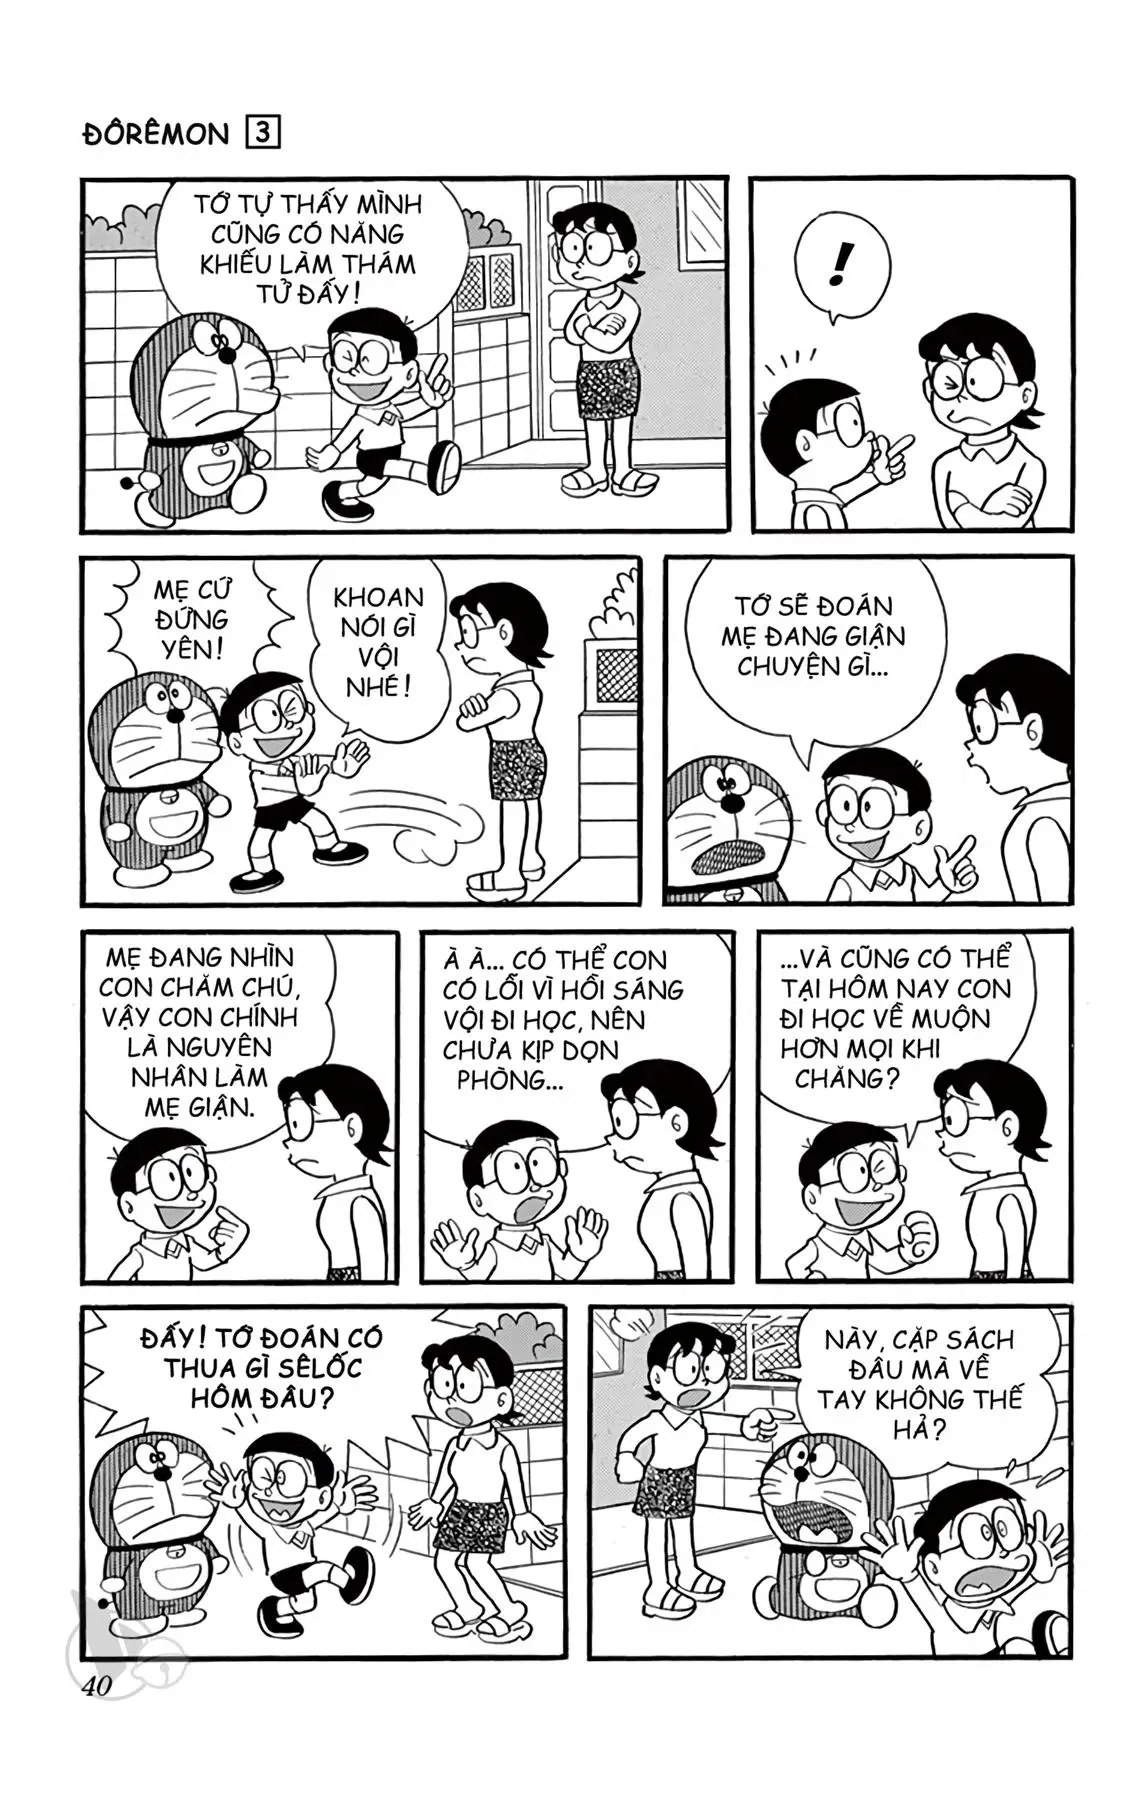 ĐÔRÊMON 3
TỚ TỰ THẤY MÌNH
CŨNG CÓ NĂNG
KHIẾU LÀM THÁM
TỬ ĐẤY!
!
MẸ CỨ
ĐỨNG
YÊN!
KHOAN
NÓI GÌ
VỘI
NHÉ!
TỚ SẼ ĐOÁN
MẸ ĐANG GIẬN
CHUYỆN GÌ...
MẸ ĐANG NHÌN
CON CHĂM CHÚ,
VẬY CON CHÍNH
LÀ NGUYÊN
NHÂN LÀM
MẸ GIẬN.
À À... CÓ THỂ CON
CÓ LỖI VÌ HỒI SÁNG
VỘI ĐI HỌC, NÊN
CHƯA KỊP DỌN
PHÒNG...
...VÀ CŨNG CÓ THỂ
TẠI HÔM NAY CON
ĐI HỌC VỀ MUỘN
HƠN MỌI KHI
CHĂNG?
ĐẤY! TỚ ĐOÁN CÓ
THUA GÌ SÊLỐC
HÔM ĐÂU?
NÀY, CẶP SÁCH
ĐÂU MÀ VỀ
TAY KHÔNG THẾ
HẢ?
40